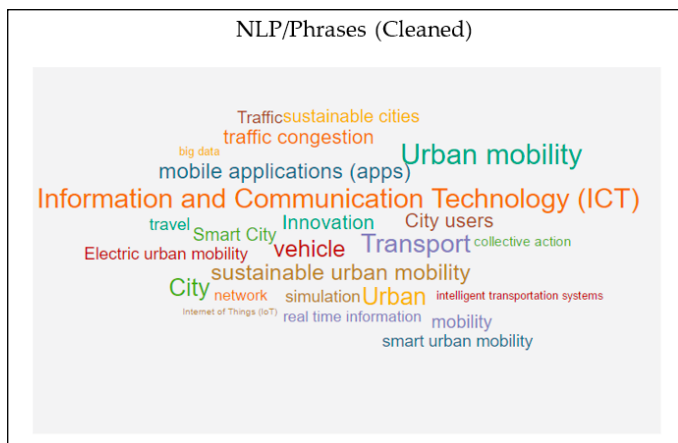 NLP/Phrases (Cleaned)
Traffic sustainable cities
traffic congestion
big data Urban mobility
mobile applications (apps)
Information and Communication Technology (ICT)
travel Innovation City users
Smart City vehicle Transport collective action
Electric urban mobility
sustainable urban mobility
City network simulation Urban intelligent transportation systems
Internet of Things (IoT) real time information mobility
smart urban mobility